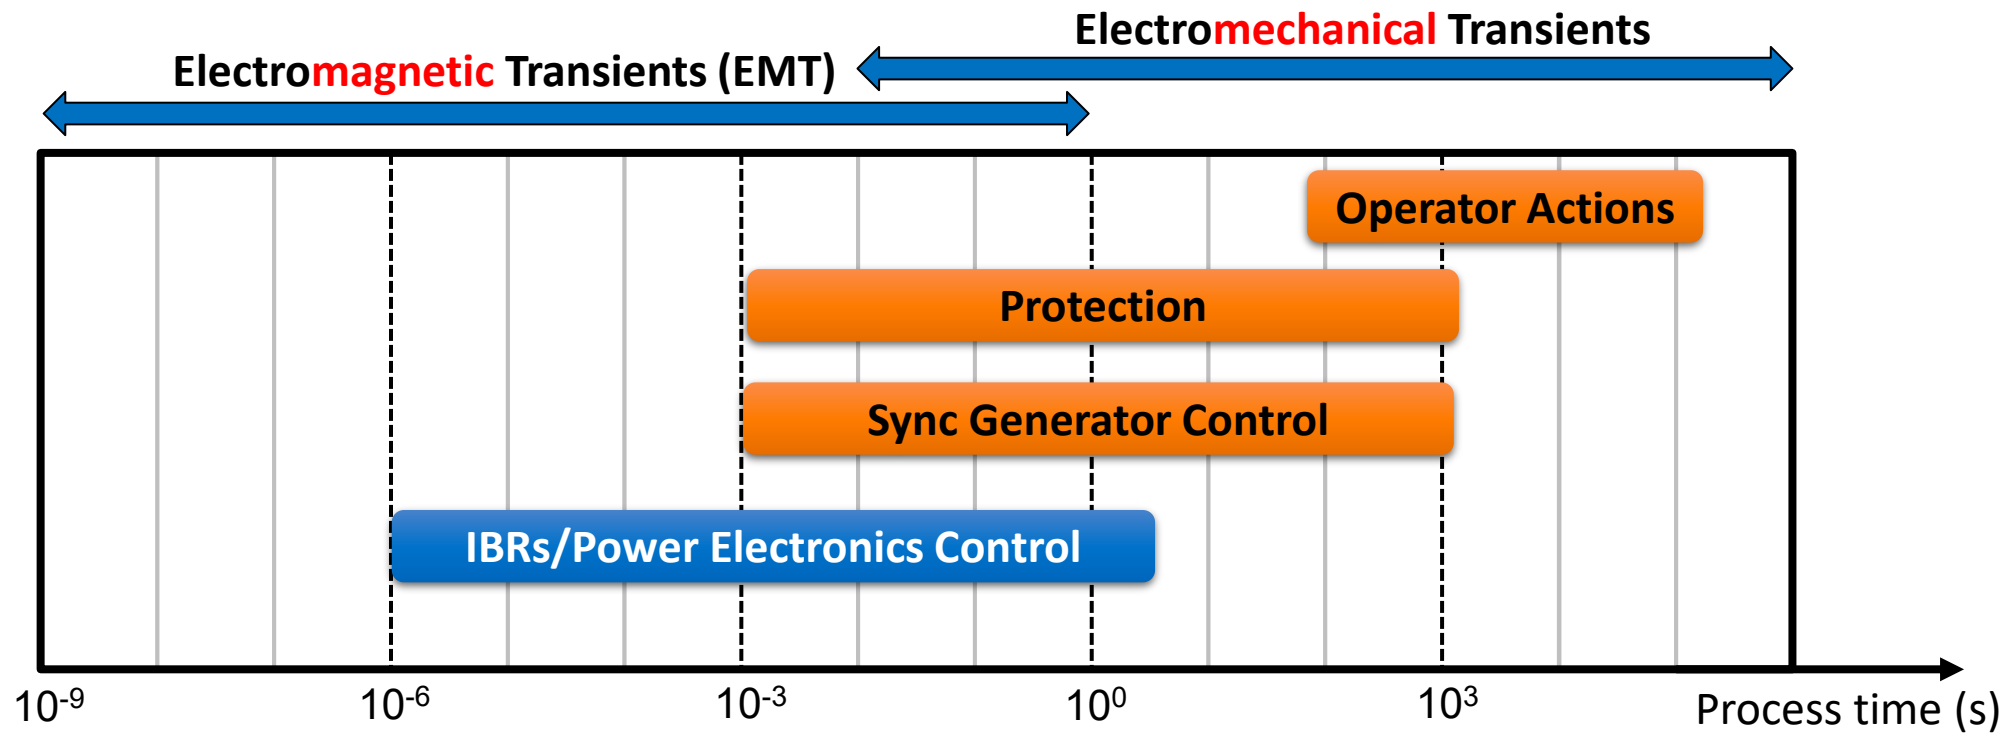 Electromechanical Transients
Electromagnetic Transients (EMT)
Operator Actions
Protection
Sync Generator Control
IBRs/Power Electronics Control
10⁻⁹ 10⁻⁶ 10⁻³ 10⁰ 10³ Process time (s)